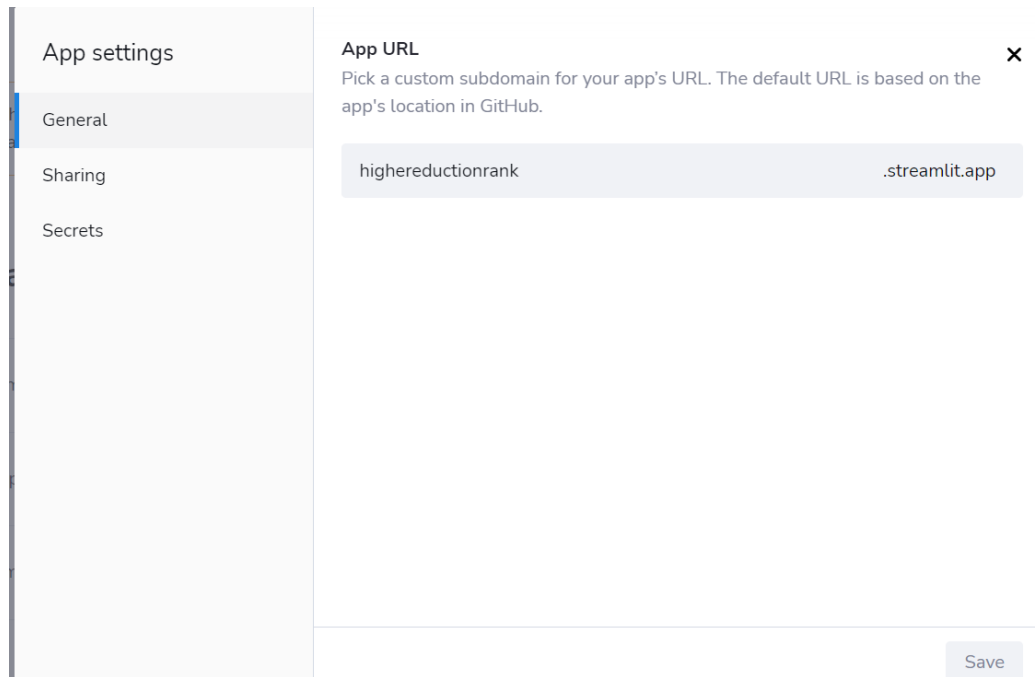 App settings
General
Sharing
Secrets
App URL
Pick a custom subdomain for your app's URL. The default URL is based on the
app's location in GitHub.
highereductionrank .streamlit.app
Save